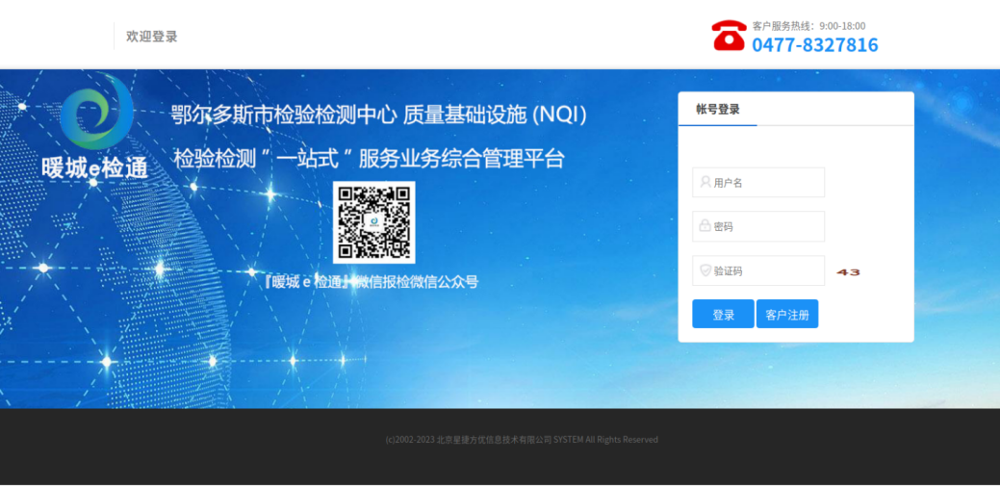 欢迎登录
客户服务热线：9:00-18:00
0477-8327816
暖城e检通
鄂尔多斯市检验检测中心 质量基础设施 (NQI)
检验检测＂一站式＂服务业务综合管理平台
『暖城 e 检通』微信报检微信公众号
帐号登录
用户名
密码
验证码
43
登录 客户注册
(c)2002-2023 北京星捷方优信息技术有限公司 SYSTEM All Rights Reserved